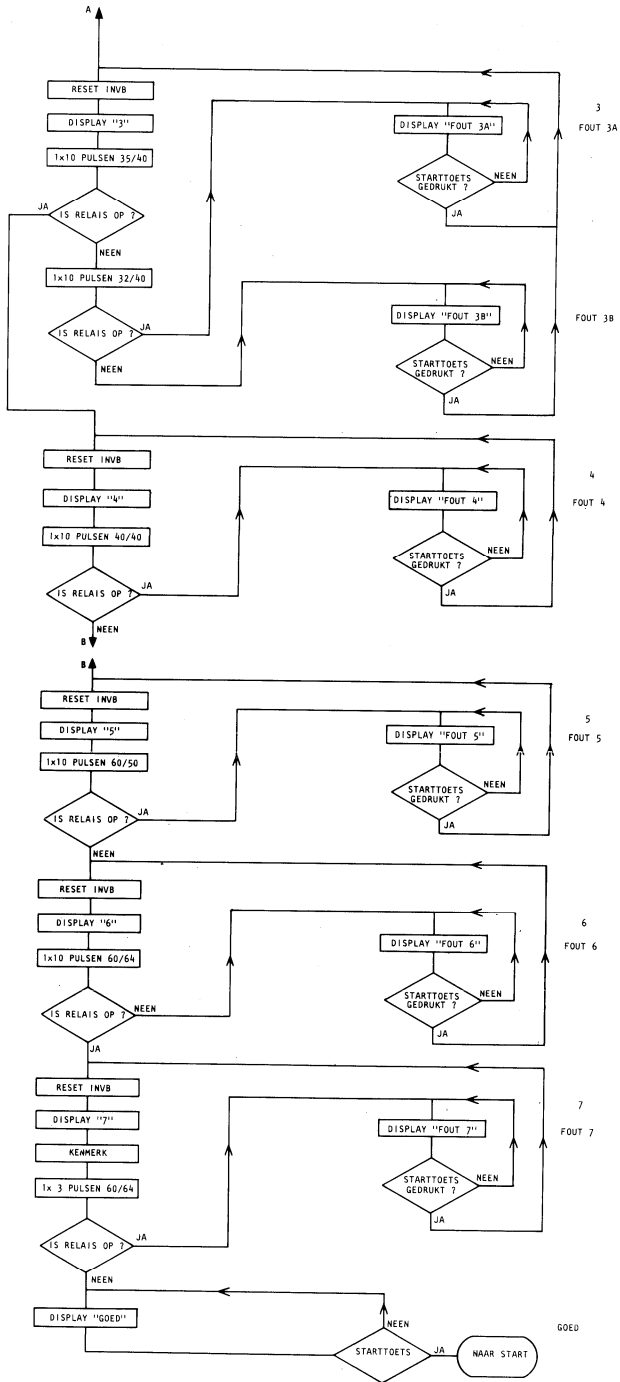 A
RESET INVB
DISPLAY "3"
1x10 PULSEN 35/40
JA
IS RELAIS OP ?
NEEN
1x10 PULSEN 32/40
IS RELAIS OP ?
JA
NEEN
DISPLAY "FOUT 3A"
STARTTOETS
GEDRUKT ?
NEEN
JA
3
FOUT 3A
DISPLAY "FOUT 3B"
STARTTOETS
GEDRUKT ?
NEEN
JA
FOUT 3B
RESET INVB
DISPLAY "4"
1x10 PULSEN 40/40
IS RELAIS OP ?
JA
NEEN
B
DISPLAY "FOUT 4"
STARTTOETS
GEDRUKT ?
NEEN
JA
4
FOUT 4
B
RESET INVB
DISPLAY "5"
1x10 PULSEN 60/50
IS RELAIS OP ?
JA
NEEN
DISPLAY "FOUT 5"
STARTTOETS
GEDRUKT ?
NEEN
JA
5
FOUT 5
RESET INVB
DISPLAY "6"
1x10 PULSEN 60/64
IS RELAIS OP ?
NEEN
JA
DISPLAY "FOUT 6"
STARTTOETS
GEDRUKT ?
NEEN
JA
6
FOUT 6
RESET INVB
DISPLAY "7"
KENMERK
1x 3 PULSEN 60/64
IS RELAIS OP ?
JA
NEEN
DISPLAY "FOUT 7"
STARTTOETS
GEDRUKT ?
NEEN
JA
7
FOUT 7
DISPLAY "GOED"
NEEN
STARTTOETS
JA
NAAR START
GOED